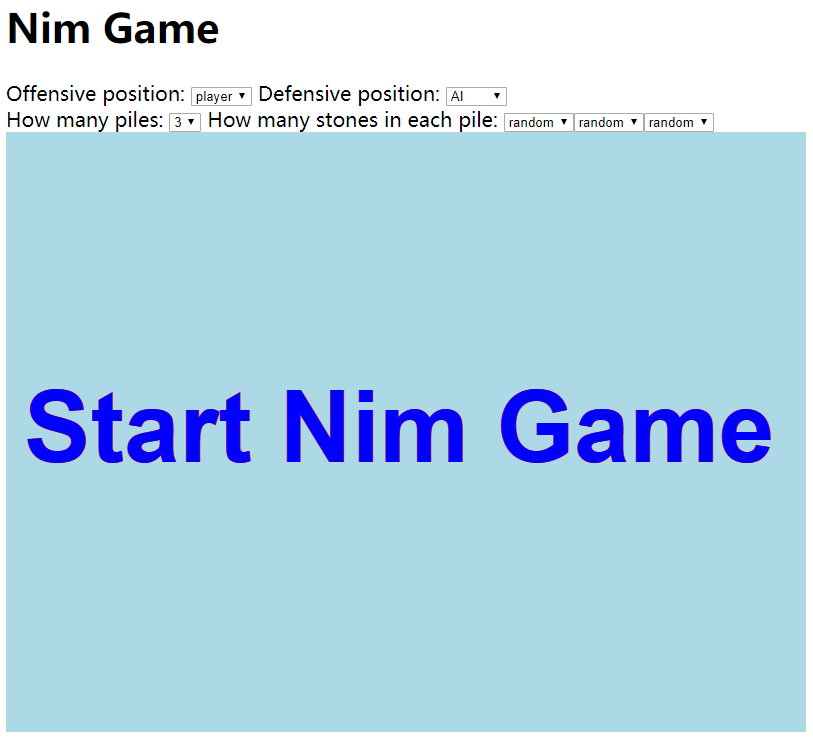 Nim Game
Offensive position: player Defensive position: AI
How many piles: 3 How many stones in each pile: random random random
Start Nim Game